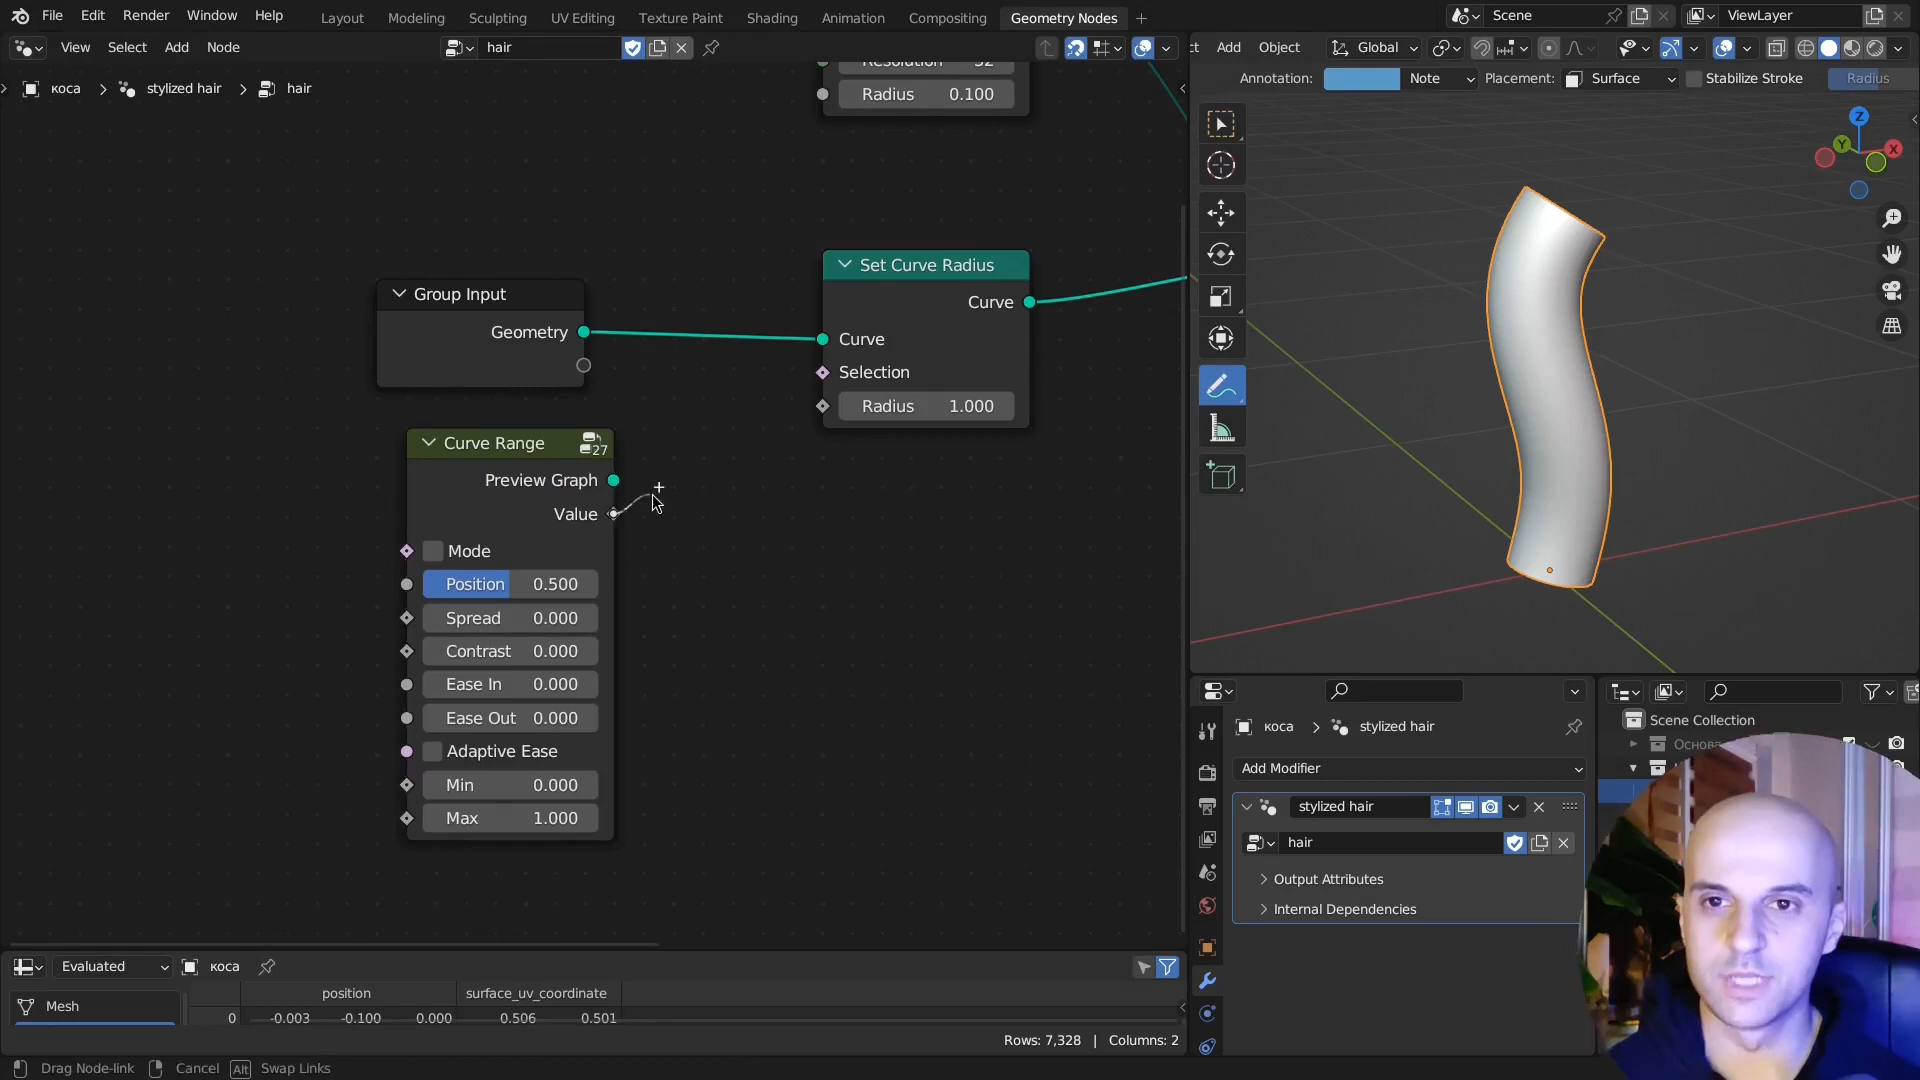 File Edit Render Window Help
Layout Modeling Sculpting UV Editing Texture Paint Shading Animation Compositing Geometry Nodes
Scene
ViewLayer
View Select Add Node
hair
ct Add Object
Global
Annotation: Note Placement: Surface Stabilize Stroke Radius
коса stylized hair hair
Radius 0.100
Group Input
Geometry
Set Curve Radius
Curve
Curve
Selection
Radius 1.000
Curve Range 27
Preview Graph
Value
Mode
Position 0.500
Spread 0.000
Contrast 0.000
Ease In 0.000
Ease Out 0.000
Adaptive Ease
Min 0.000
Max 1.000
Z
Y
X
коса stylized hair
Add Modifier
stylized hair
hair
Output Attributes
Internal Dependencies
Scene Collection
Основа
Evaluated коса
Mesh
position surface_uv_coordinate
0 -0.003 -0.100 0.000 0.506 0.501
Rows: 7,328 | Columns: 2
Drag Node-link Cancel Alt Swap Links